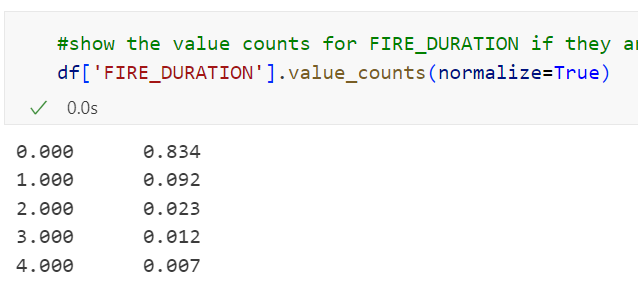 #show the value counts for FIRE_DURATION if they
df['FIRE_DURATION'].value_counts(normalize=True)
0.0s
0.000 0.834
1.000 0.092
2.000 0.023
3.000 0.012
4.000 0.007